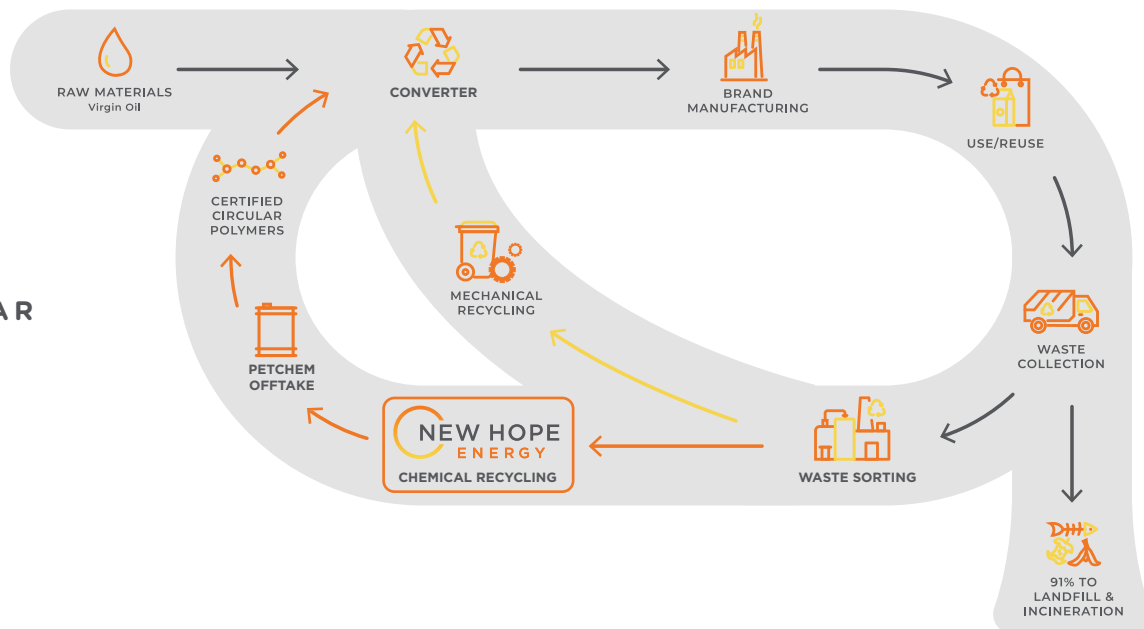 RAW MATERIALS
Virgin Oil
CONVERTER
BRAND
MANUFACTURING
USE/REUSE
CERTIFIED
CIRCULAR
POLYMERS
MECHANICAL
RECYCLING
AR
WASTE
COLLECTION
PETCHEM
OFFTAKE
NEW HOPE
ENERGY
CHEMICAL RECYCLING
WASTE SORTING
91% TO
LANDFILL &
INCINERATION